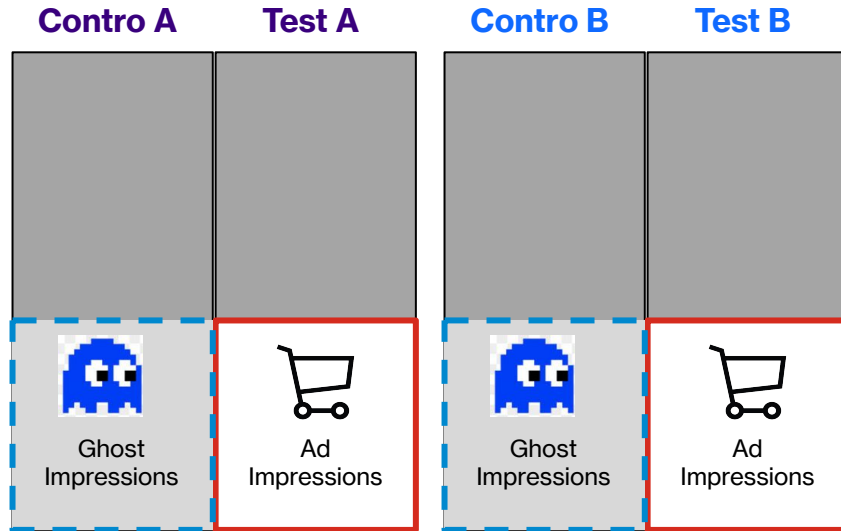 Contro A
Test A
Contro B
Test B
Ghost
Impressions
Ad
Impressions
Ghost
Impressions
Ad
Impressions